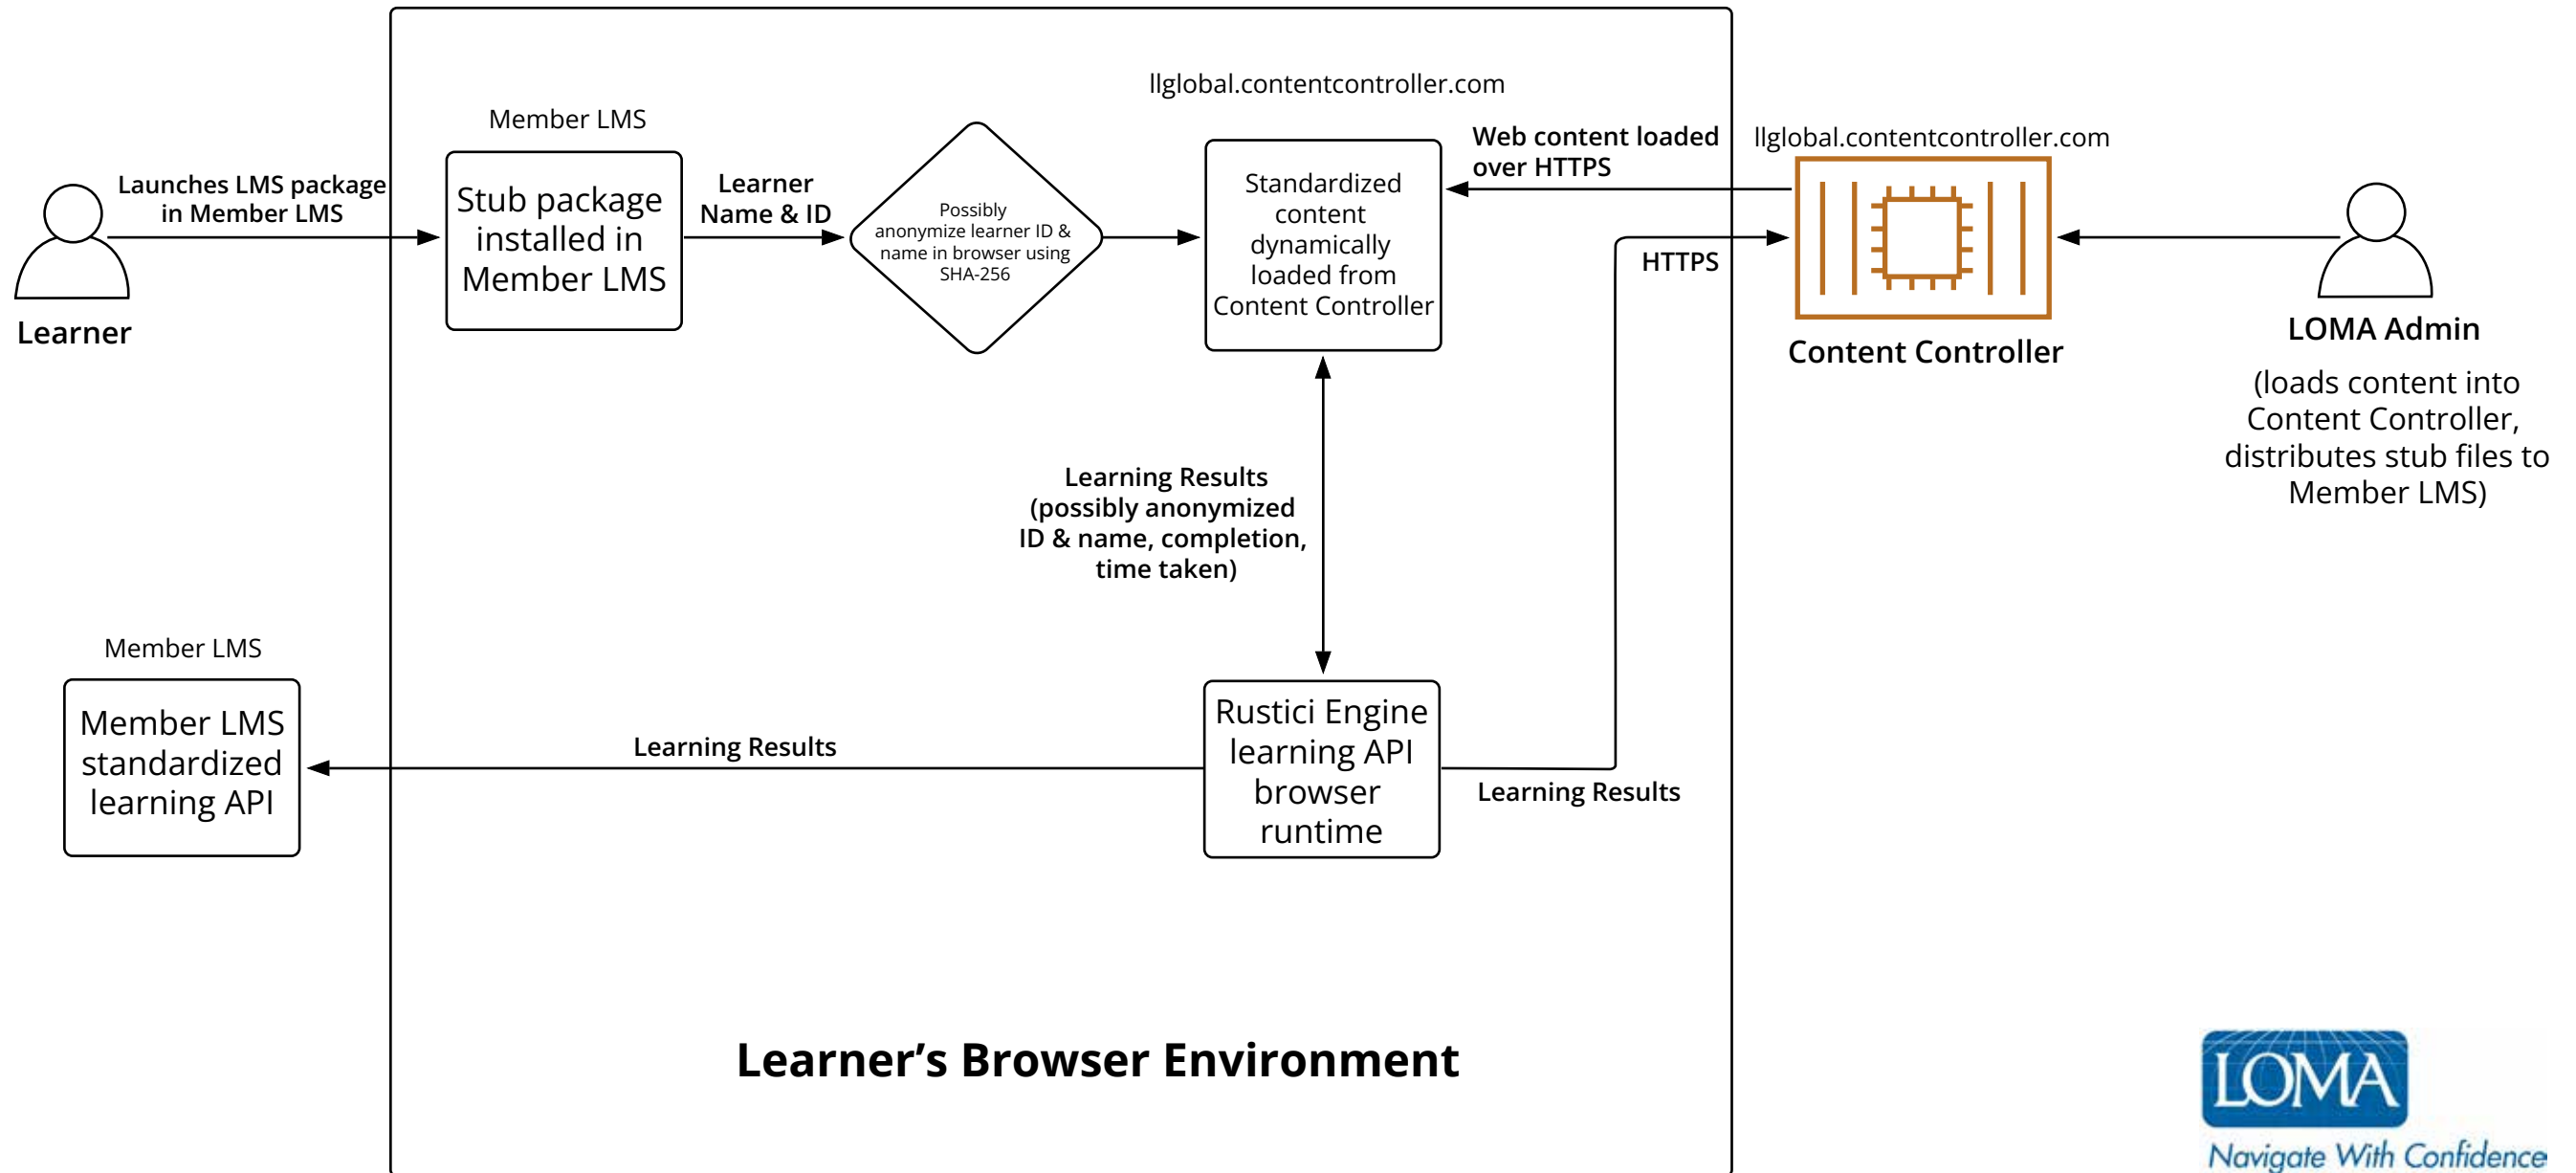 llglobal.contentcontroller.com
Member LMS
Web content loaded
over HTTPS
llglobal.contentcontroller.com
Launches LMS package
in Member LMS
Learner
Stub package
installed in
Member LMS
Learner
Name & ID
Possibly
anonymize learner ID &
name in browser using
SHA-256
Standardized
content
dynamically
loaded from
Content Controller
HTTPS
Content Controller
LOMA Admin
(loads content into
Content Controller,
distributes stub files to
Member LMS)
Learning Results
(possibly anonymized
ID & name, completion,
time taken)
Member LMS
Member LMS
standardized
learning API
Learning Results
Rustici Engine
learning API
browser
runtime
Learning Results
Learner’s Browser Environment
LOMA
Navigate With Confidence